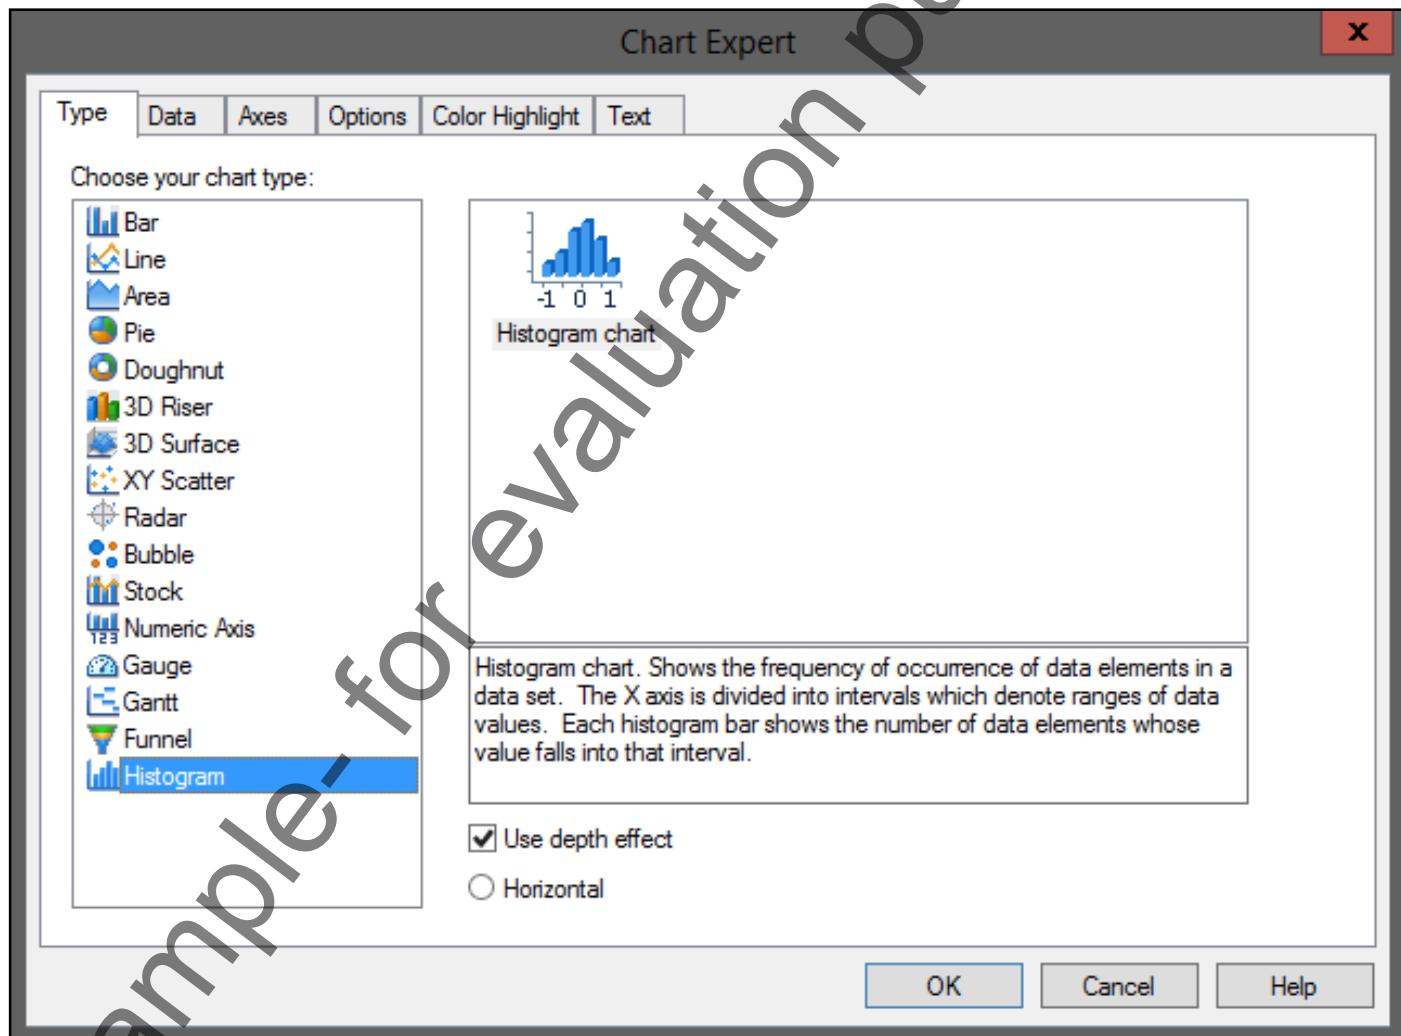 Chart Expert
x
Type
Data
Axes
Options
Color Highlight
Text
Choose your chart type:
Bar
Line
Area
Pie
Doughnut
3D Riser
3D Surface
XY Scatter
Radar
Bubble
Stock
123
Numeric Axis
Gauge
Gantt
Funnel
Histogram
-1 0 1
Histogram chart
Histogram chart. Shows the frequency of occurrence of data elements in a
data set. The X axis is divided into intervals which denote ranges of data
values. Each histogram bar shows the number of data elements whose
value falls into that interval.
Use depth effect
Horizontal
OK
Cancel
Help
ample- for evaluation